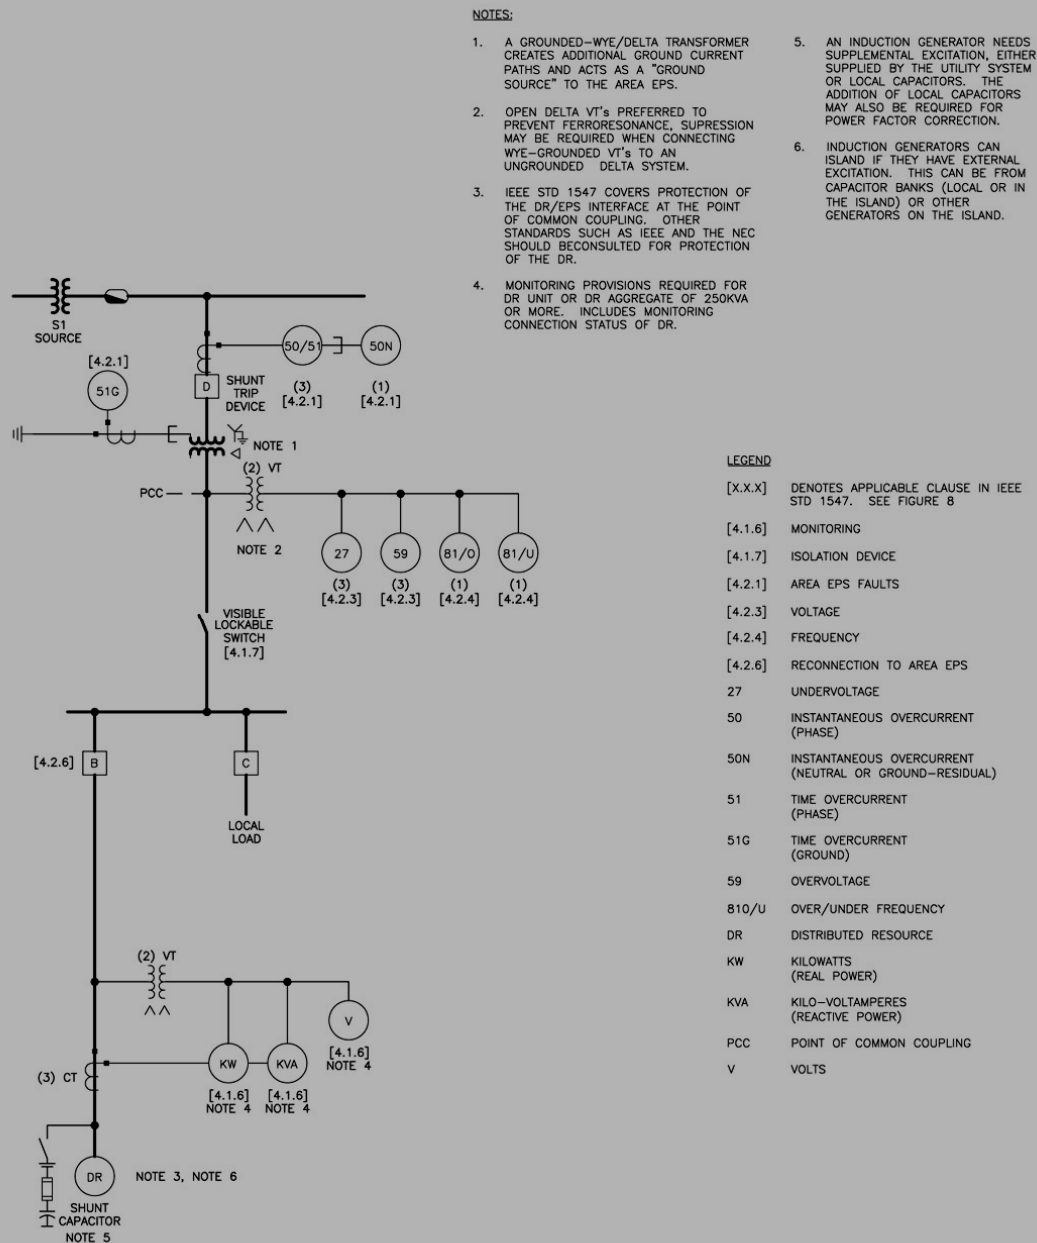 NOTES:
1. A GROUNDED-WYE/DELTA TRANSFORMER
CREATES ADDITIONAL GROUND CURRENT
PATHS AND ACTS AS A "GROUND
SOURCE" TO THE AREA EPS.
2. OPEN DELTA VT's PREFERRED TO
PREVENT FERRORESONANCE, SUPRESSION
MAY BE REQUIRED WHEN CONNECTING
WYE-GROUNDED VT's TO AN
UNGROUNDED DELTA SYSTEM.
3. IEEE STD 1547 COVERS PROTECTION OF
THE DR/EPS INTERFACE AT THE POINT
OF COMMON COUPLING. OTHER
STANDARDS SUCH AS IEEE AND THE NEC
SHOULD BECONSULTED FOR PROTECTION
OF THE DR.
4. MONITORING PROVISIONS REQUIRED FOR
DR UNIT OR DR AGGREGATE OF 250KVA
OR MORE. INCLUDES MONITORING
CONNECTION STATUS OF DR.
5. AN INDUCTION GENERATOR NEEDS
SUPPLEMENTAL EXCITATION, EITHER
SUPPLIED BY THE UTILITY SYSTEM
OR LOCAL CAPACITORS. THE
ADDITION OF LOCAL CAPACITORS
MAY ALSO BE REQUIRED FOR
POWER FACTOR CORRECTION.
6. INDUCTION GENERATORS CAN
ISLAND IF THEY HAVE EXTERNAL
EXCITATION. THIS CAN BE FROM
CAPACITOR BANKS (LOCAL OR IN
THE ISLAND) OR OTHER
GENERATORS ON THE ISLAND.
S1
SOURCE
[4.2.1]
51G
50/51
50N
(3)
[4.2.1]
(1)
[4.2.1]
D
SHUNT
TRIP
DEVICE
NOTE 1
(2) VT
PCC
NOTE 2
27
59
81/O
81/U
(3)
[4.2.3]
(3)
[4.2.3]
(1)
[4.2.4]
(1)
[4.2.4]
VISIBLE
LOCKABLE
SWITCH
[4.1.7]
[4.2.6]
B
C
LOCAL
LOAD
(2) VT
V
[4.1.6]
NOTE 4
(3) CT
KW
KVA
[4.1.6]
NOTE 4
[4.1.6]
NOTE 4
DR
NOTE 3, NOTE 6
SHUNT
CAPACITOR
NOTE 5
LEGEND
[X.X.X] DENOTES APPLICABLE CLAUSE IN IEEE
STD 1547. SEE FIGURE 8
[4.1.6] MONITORING
[4.1.7] ISOLATION DEVICE
[4.2.1] AREA EPS FAULTS
[4.2.3] VOLTAGE
[4.2.4] FREQUENCY
[4.2.6] RECONNECTION TO AREA EPS
27 UNDERVOLTAGE
50 INSTANTANEOUS OVERCURRENT
(PHASE)
50N INSTANTANEOUS OVERCURRENT
(NEUTRAL OR GROUND-RESIDUAL)
51 TIME OVERCURRENT
(PHASE)
51G TIME OVERCURRENT
(GROUND)
59 OVERVOLTAGE
810/U OVER/UNDER FREQUENCY
DR DISTRIBUTED RESOURCE
KW KILOWATTS
(REAL POWER)
KVA KILO-VOLTAMPERES
(REACTIVE POWER)
PCC POINT OF COMMON COUPLING
V VOLTS